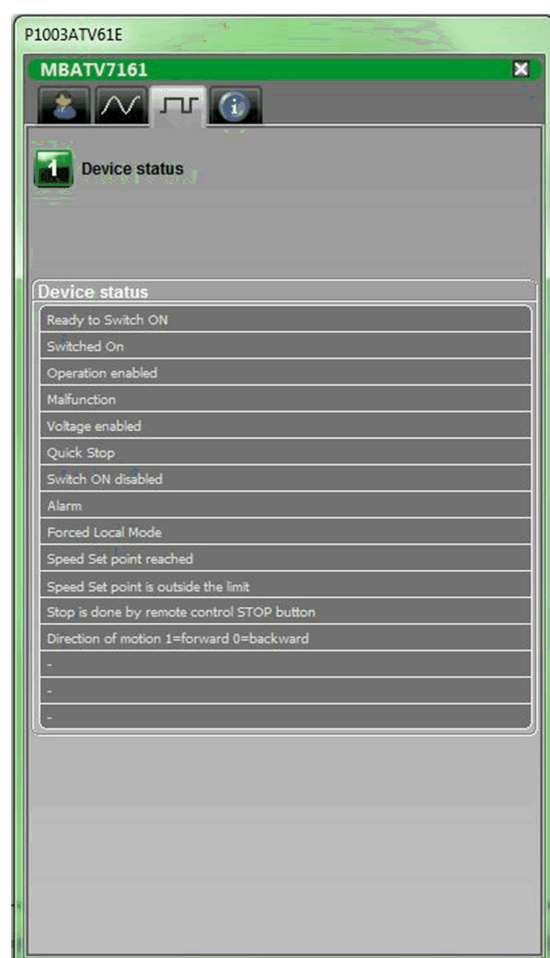 P1003ATV61E
MBATV7161
1 Device status
Device status
Ready to Switch ON
Switched On
Operation enabled
Malfunction
Voltage enabled
Quick Stop
Switch ON disabled
Alarm
Forced Local Mode
Speed Set point reached
Speed Set point is outside the limit
Stop is done by remote control STOP button
Direction of motion 1=forward 0=backward
-
-
-